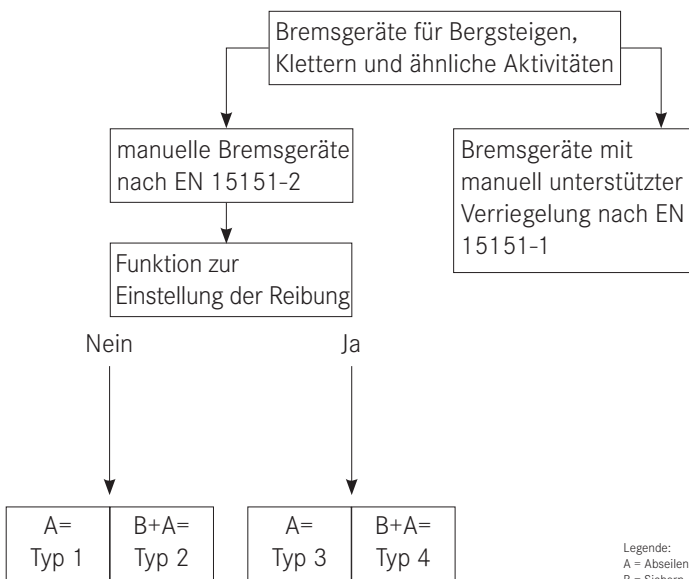 Bremsgeräte für Bergsteigen,
Klettern und ähnliche Aktivitäten
manuelle Bremsgeräte
nach EN 15151-2
Bremsgeräte mit
manuell unterstützter
Verriegelung nach EN
15151-1
Funktion zur
Einstellung der Reibung
Nein
Ja
A=
Typ 1
B+A=
Typ 2
A=
Typ 3
B+A=
Typ 4
Legende:
A = Abseilen
B = Sichern